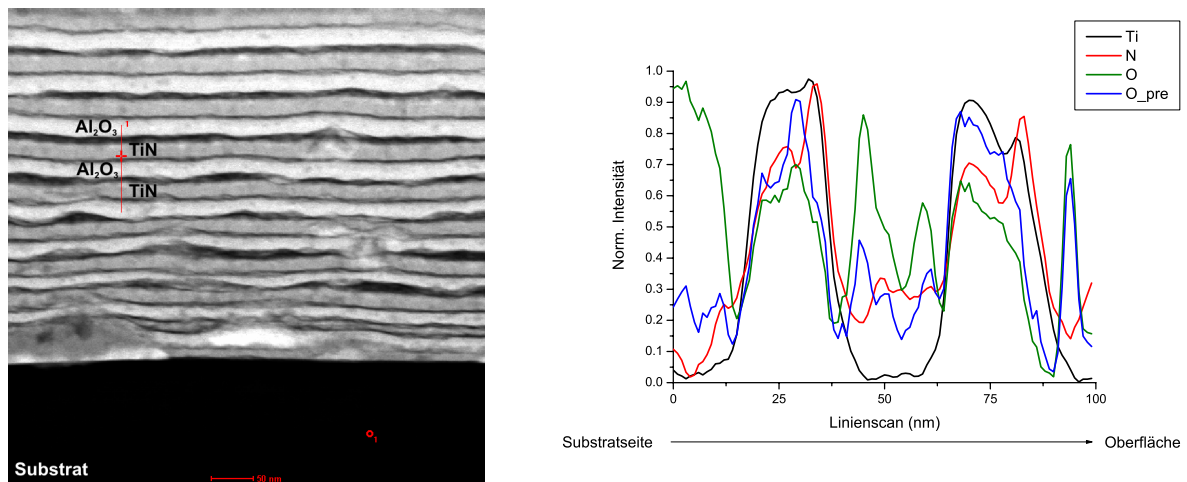 Al₂O₃
1
TiN
Al₂O₃
TiN
1
Substrat
50 nm
Ti
N
O
O_pre
Norm. Intensität
1.0
0.9
0.8
0.7
0.6
0.5
0.4
0.3
0.2
0.1
0.0
0
25
50
75
100
Linienscan (nm)
Substratseite
Oberfläche